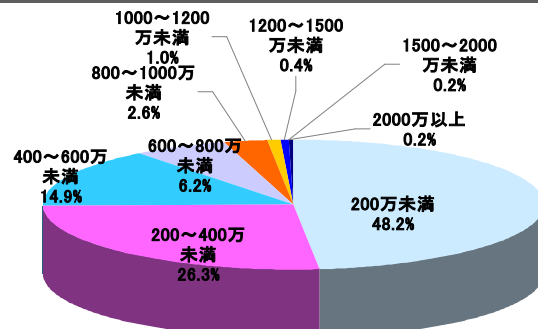 1000～1200
万未満
1.0%
1200～1500
万未満
0.4%
1500～2000
万未満
0.2%
800～1000万
未満
2.6%
2000万以上
0.2%
600～800万
未満
6.2%
400～600万
未満
14.9%
200万未満
48.2%
200～400万
未満
26.3%